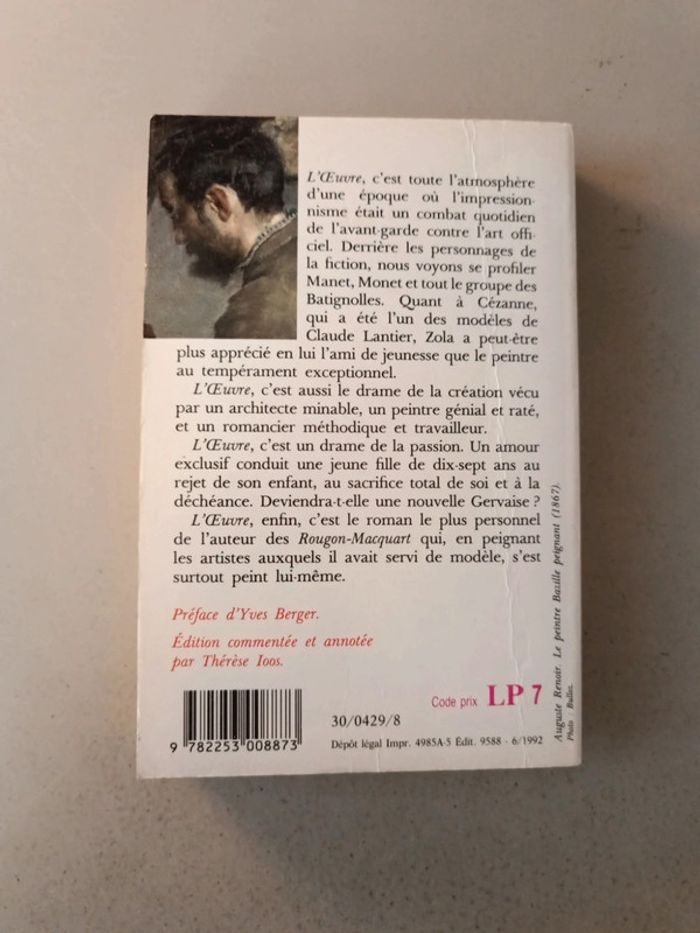 L'Œuvre, c'est toute l'atmosphère
d'une époque où l'impression-
nisme était un combat quotidien
de l'avant-garde contre l'art offi-
ciel. Derrière les personnages de
la fiction, nous voyons se profiler
Manet, Monet et tout le groupe des
Batignolles. Quant à Cézanne,
qui a été l'un des modèles de
Claude Lantier, Zola a peut-être
plus apprécié en lui l'ami de jeunesse que le peintre
au tempérament exceptionnel.
L'Œuvre, c'est aussi le drame de la création vécu
par un architecte minable, un peintre génial et raté,
et un romancier méthodique et travailleur.
L'Œuvre, c'est un drame de la passion. Un amour
exclusif conduit une jeune fille de dix-sept ans au
rejet de son enfant, au sacrifice total de soi et à la
déchéance. Deviendra-t-elle une nouvelle Gervaise ?
L'Œuvre, enfin, c'est le roman le plus personnel
de l'auteur des Rougon-Macquart qui, en peignant
les artistes auxquels il avait servi de modèle, s'est
surtout peint lui-même.
Préface d'Yves Berger.
Édition commentée et annotée
par Thérèse Ioos.
Code prix LP 7
30/0429/8
9 782253 008873
Dépôt légal Impr. 4985A-5 Édit. 9588 - 6/1992
Auguste Renoir. Le peintre Bazille peignant (1867).
Photo Bulloz.